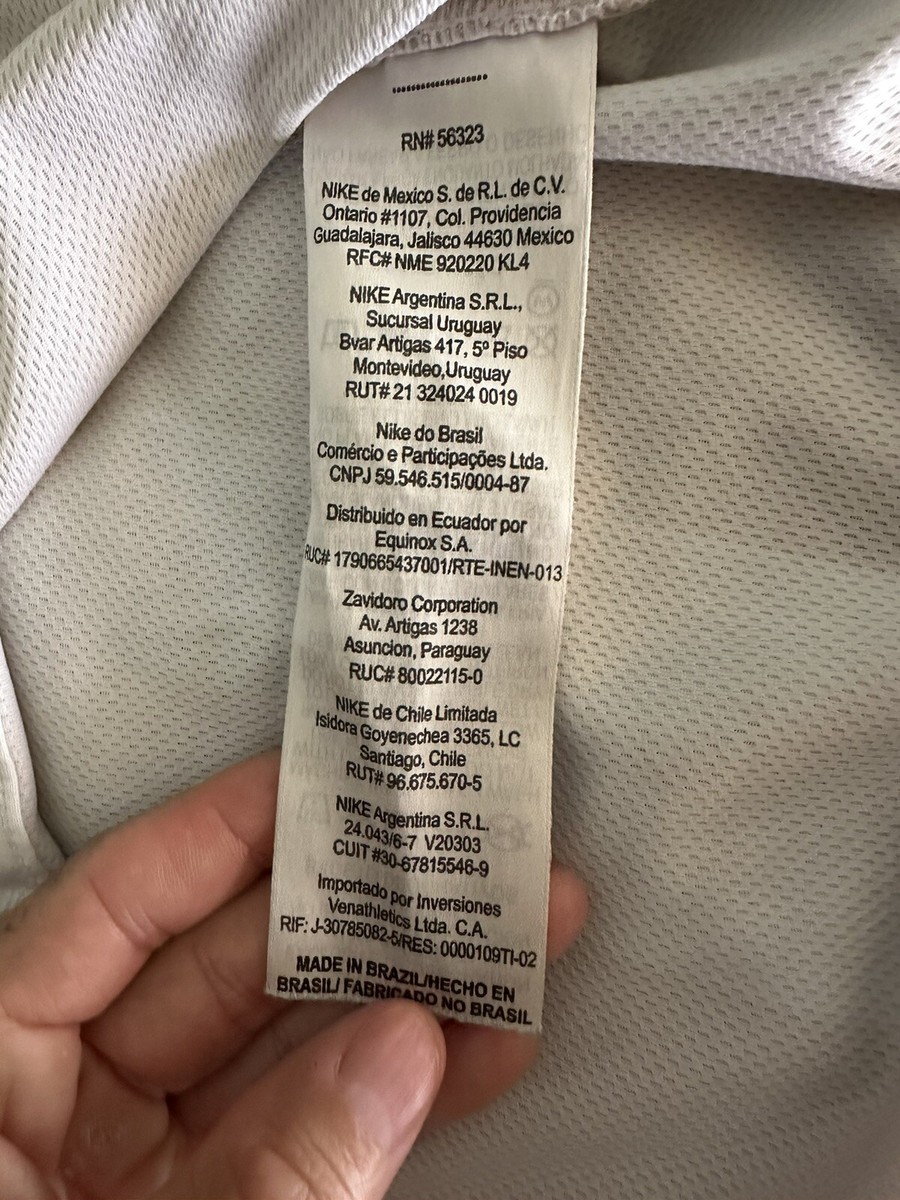 RN# 56323
NIKE de Mexico S. de R.L. de C.V.
Ontario #1107, Col. Providencia
Guadalajara, Jalisco 44630 Mexico
RFC# NME 920220 KL4
NIKE Argentina S.R.L.,
Sucursal Uruguay
Bvar Artigas 417, 5º Piso
Montevideo,Uruguay
RUT# 21 324024 0019
Nike do Brasil
Comércio e Participações Ltda.
CNPJ 59.546.515/0004-87
Distribuido en Ecuador por
Equinox S.A.
RUC# 1790665437001/RTE-INEN-013
Zavidoro Corporation
Av. Artigas 1238
Asuncion, Paraguay
RUC# 80022115-0
NIKE de Chile Limitada
Isidora Goyenechea 3365, LC
Santiago, Chile
RUT# 96.675.670-5
NIKE Argentina S.R.L.
24.043/6-7 V20303
CUIT #30-67815546-9
Importado por Inversiones
Venathletics Ltda. C.A.
RIF: J-30785082-5/RES: 0000109TI-02
MADE IN BRAZIL/HECHO EN
BRASIL/ FABRICADO NO BRASIL